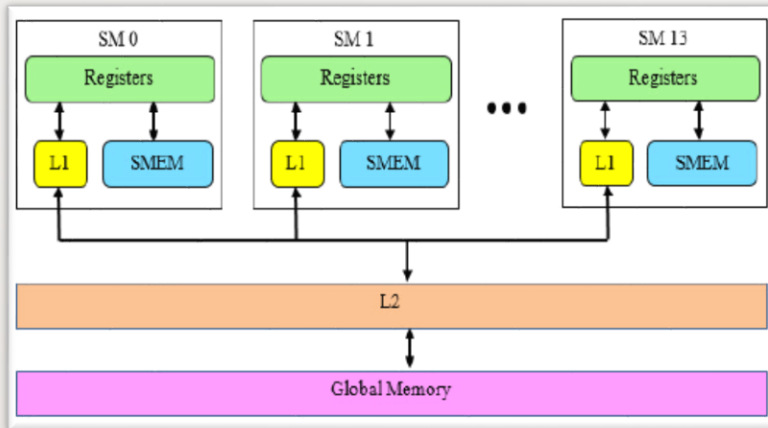 SM 0
Registers
L1
SMEM
SM 1
Registers
L1
SMEM
SM 13
Registers
L1
SMEM
L2
Global Memory